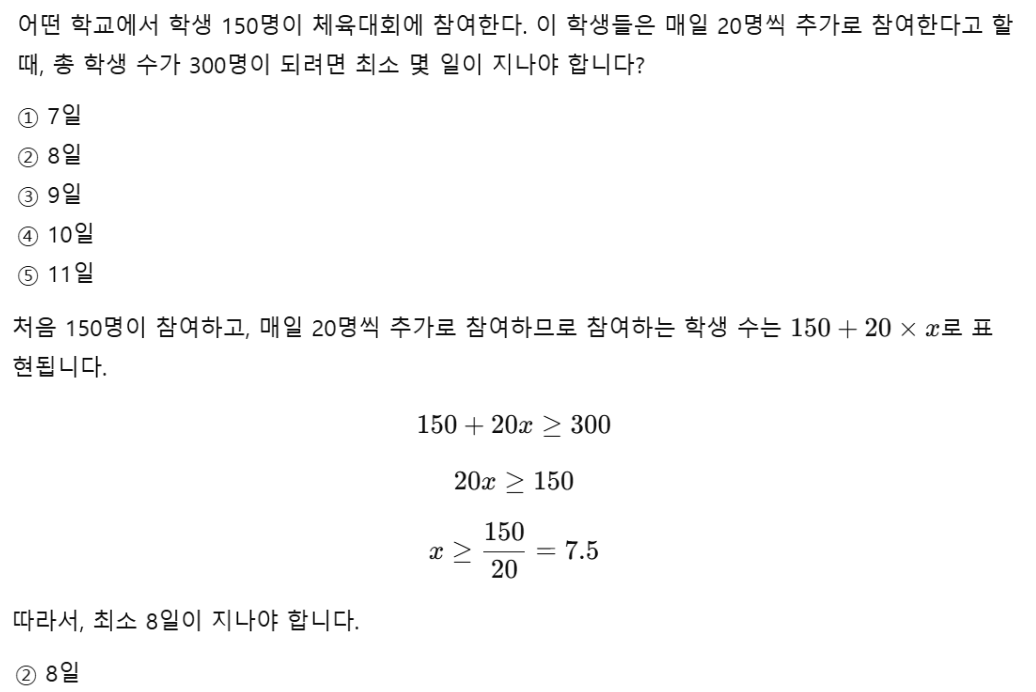 어떤 학교에서 학생 150명이 체육대회에 참여한다. 이 학생들은 매일 20명씩 추가로 참여한다고 할
때, 총 학생 수가 300명이 되려면 최소 몇 일이 지나야 합니다?
① 7일
② 8일
③ 9일
④ 10일
⑤ 11일
처음 150명이 참여하고, 매일 20명씩 추가로 참여하므로 참여하는 학생 수는 150 + 20 × x로 표
현됩니다.
150 + 20x ≥ 300
20x ≥ 150
x ≥ 150/20 = 7.5
따라서, 최소 8일이 지나야 합니다.
② 8일